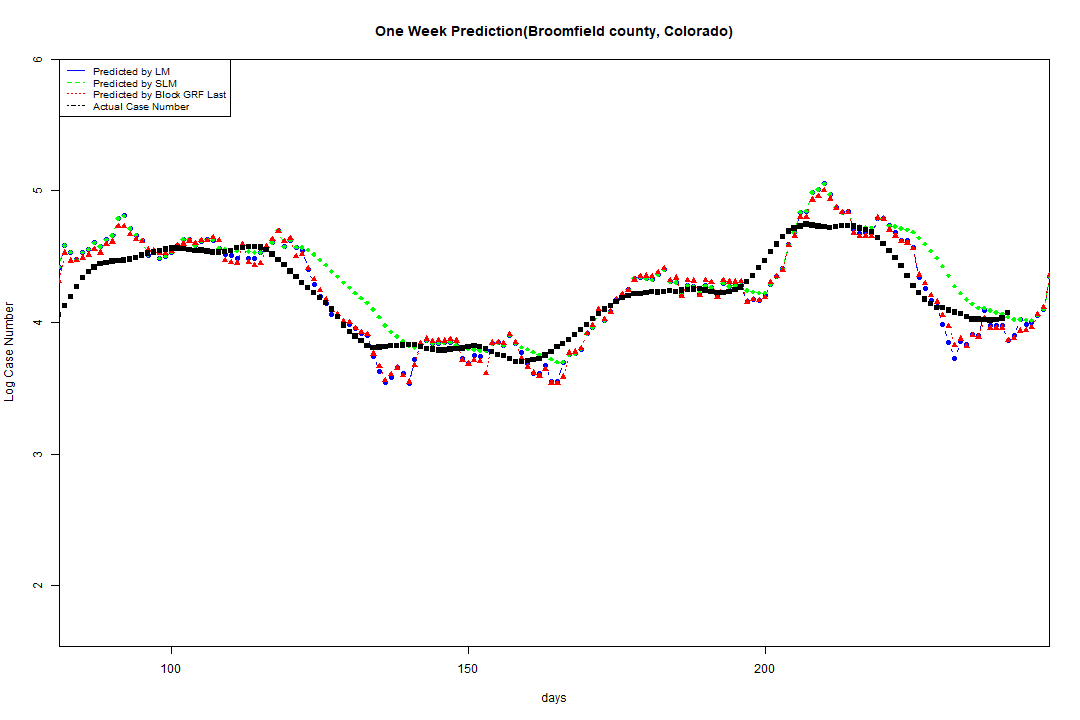 One Week Prediction(Broomfield county, Colorado)
6
Predicted by LM
Predicted by SLM
Predicted by Block GRF Last
Actual Case Number
5
4
3
2
Log Case Number
100
150
200
days